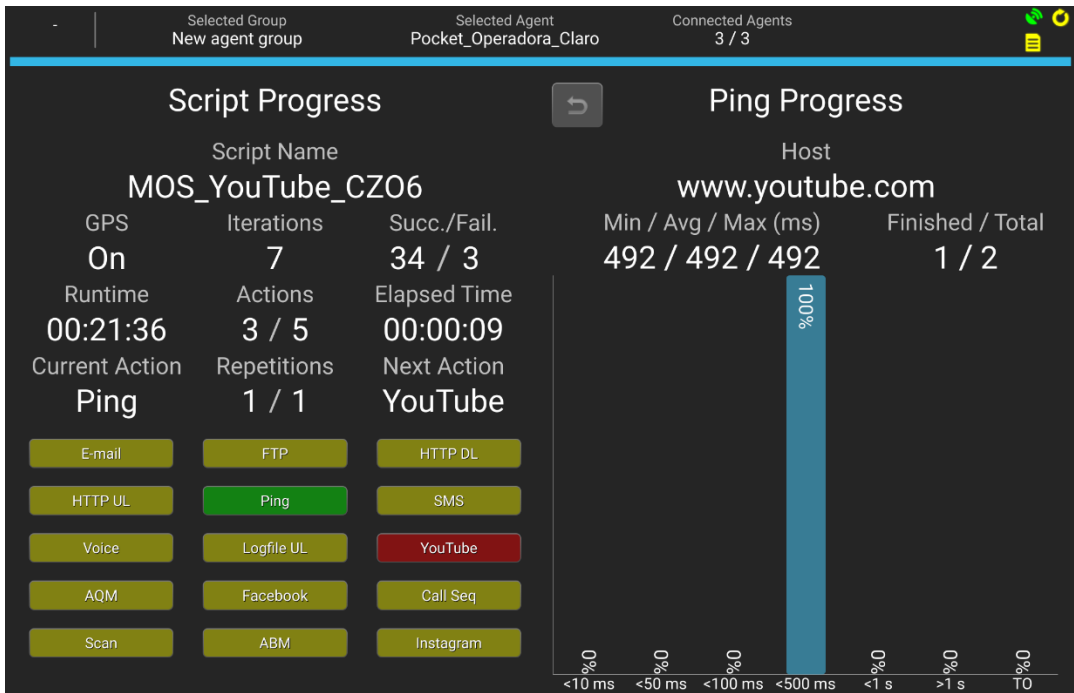 -
Selected Group
New agent group
Selected Agent
Pocket_Operadora_Claro
Connected Agents
3 / 3
Script Progress
Script Name
MOS_YouTube_CZO6
GPS Iterations Succ./Fail.
On 7 34 / 3
Runtime Actions Elapsed Time
00:21:36 3 / 5 00:00:09
Current Action Repetitions Next Action
Ping 1 / 1 YouTube
E-mail FTP HTTP DL
HTTP UL Ping SMS
Voice Logfile UL YouTube
AQM Facebook Call Seq
Scan ABM Instagram
Ping Progress
Host
www.youtube.com
Min / Avg / Max (ms) Finished / Total
492 / 492 / 492 1 / 2
100%
0% 0% 0% 0% 0% 0%
<10 ms <50 ms <100 ms <500 ms <1 s >1 s TO